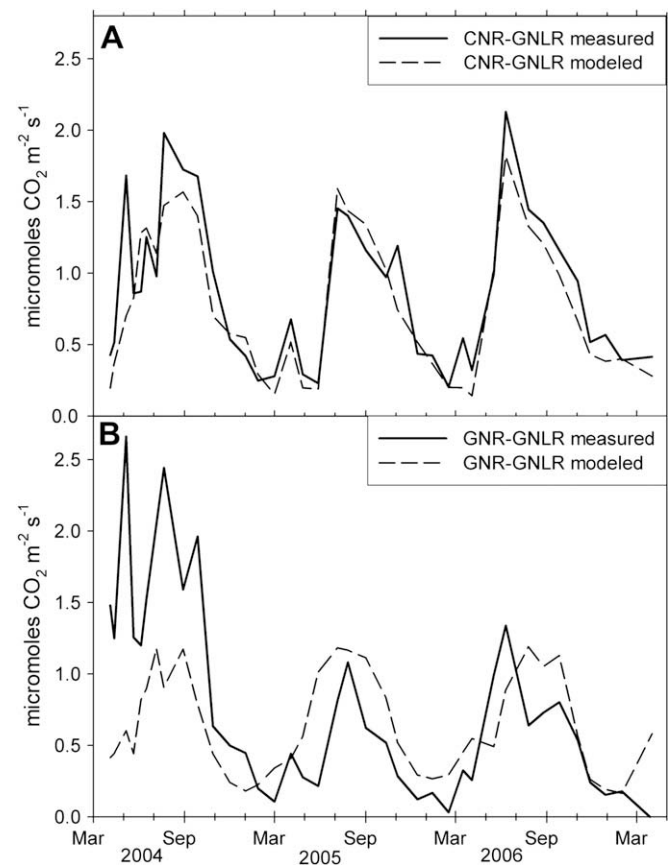 A
CNR-GNLR measured
CNR-GNLR modeled
2.5
2.0
1.5
1.0
0.5
0.0
micromoles CO₂ m⁻² s⁻¹
B
GNR-GNLR measured
GNR-GNLR modeled
2.5
2.0
1.5
1.0
0.5
0.0
micromoles CO₂ m⁻² s⁻¹
Mar Sep Mar Sep Mar Sep Mar
2004 2005 2006